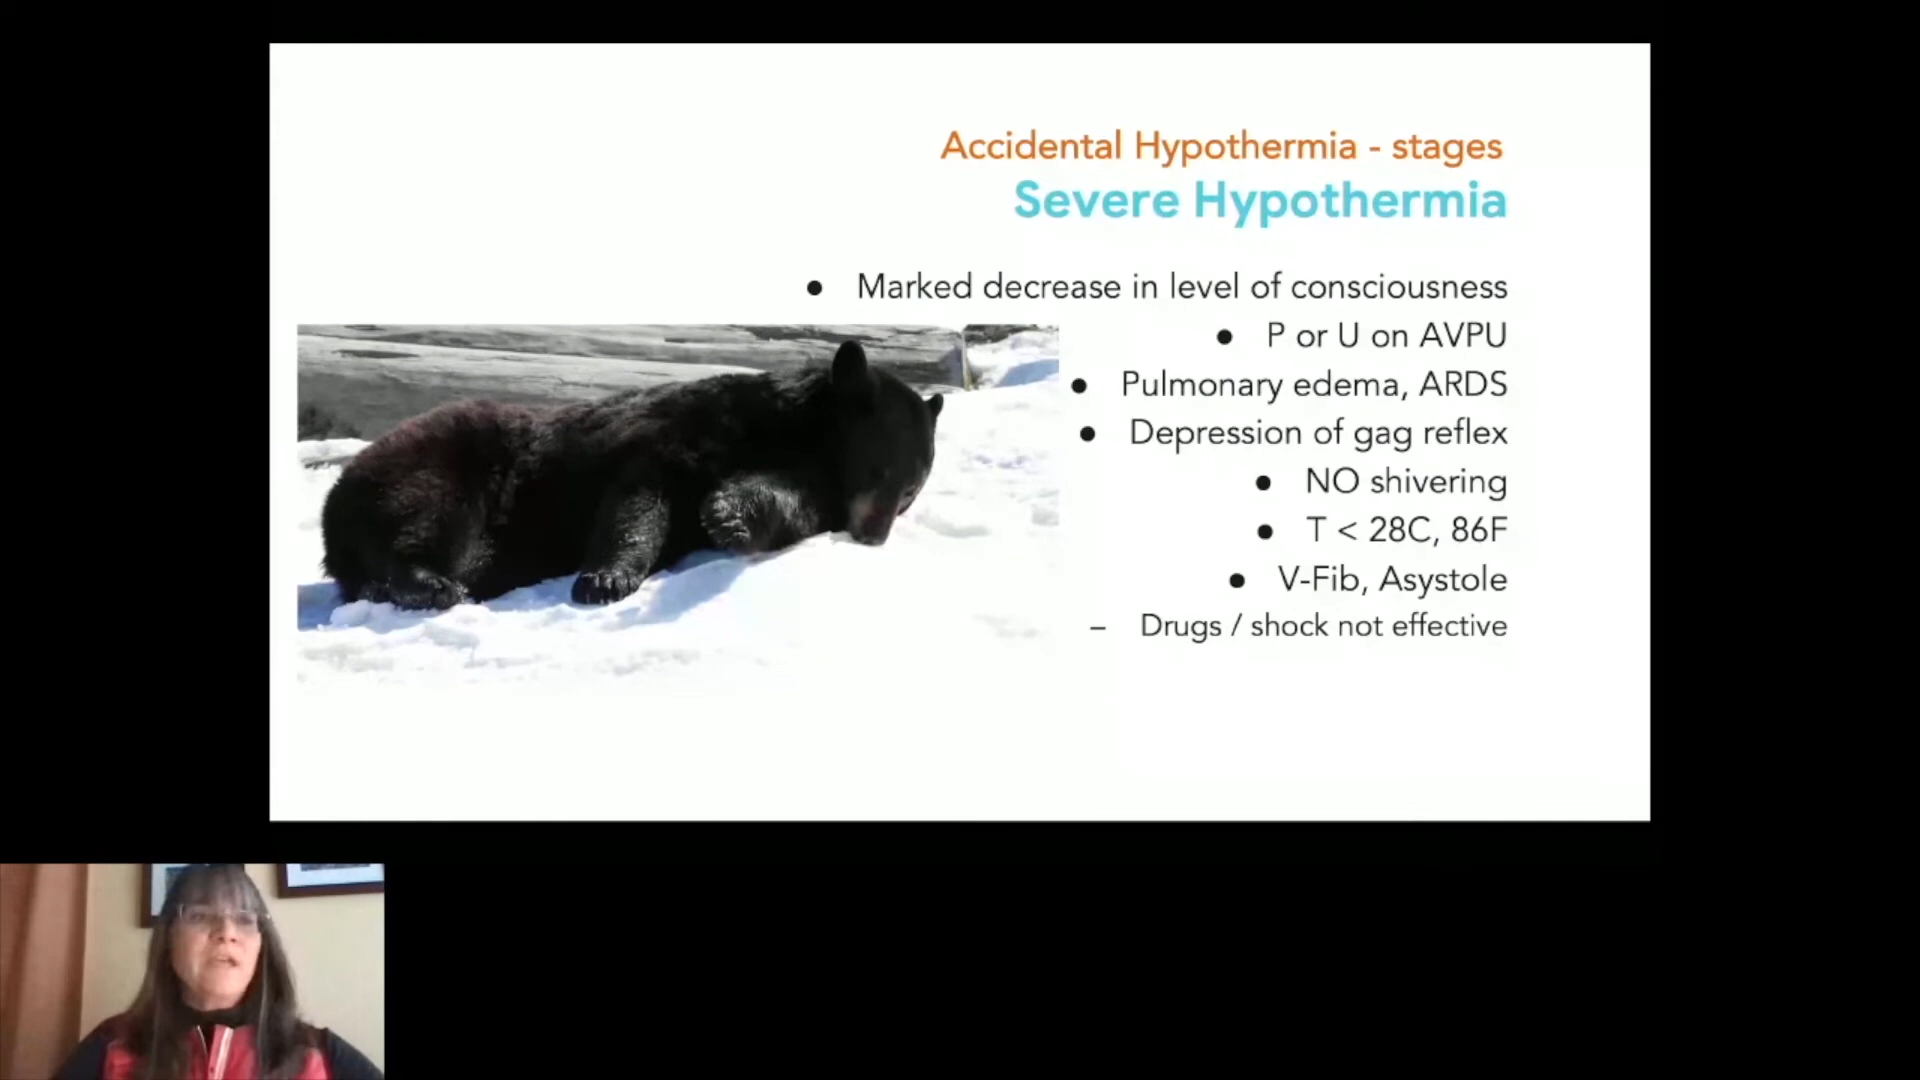 Accidental Hypothermia - stages
Severe Hypothermia
● Marked decrease in level of consciousness
● P or U on AVPU
● Pulmonary edema, ARDS
● Depression of gag reflex
● NO shivering
● T < 28C, 86F
● V-Fib, Asystole
– Drugs / shock not effective